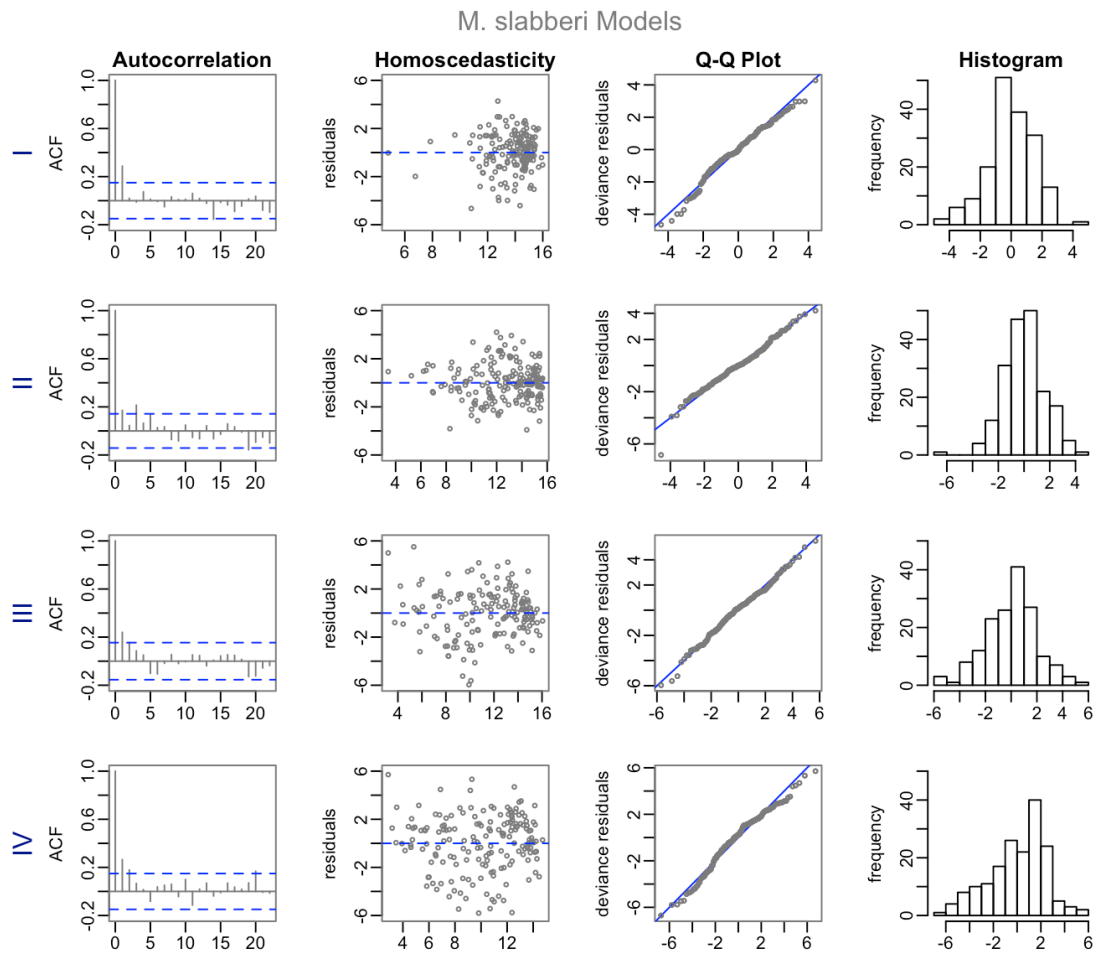 M. slabberi Models
Autocorrelation Homoscedasticity Q-Q Plot Histogram
I
ACF
1.0
0.6
0.2
-0.2
0 5 10 15 20
residuals
6
2
-2
-6
6 8 12 16
deviance residuals
4
2
0
-2
-4
-4 -2 0 2 4
frequency
40
20
0
-4 -2 0 2 4
II
ACF
1.0
0.6
0.2
-0.2
0 5 10 15 20
residuals
6
2
-2
-6
4 6 8 12 16
deviance residuals
4
2
-2
-6
-4 -2 0 2 4
frequency
40
20
0
-6 -2 2 4
III
ACF
1.0
0.6
0.2
-0.2
0 5 10 15 20
residuals
6
2
-2
-6
4 8 12 16
deviance residuals
4
2
-2
-6
-6 -2 2 4 6
frequency
40
20
0
-6 -2 2 4 6
IV
ACF
1.0
0.6
0.2
-0.2
0 5 10 15 20
residuals
6
2
-2
-6
4 6 8 12
deviance residuals
6
2
-2
-6
-6 -2 2 6
frequency
40
20
0
-6 -2 2 6